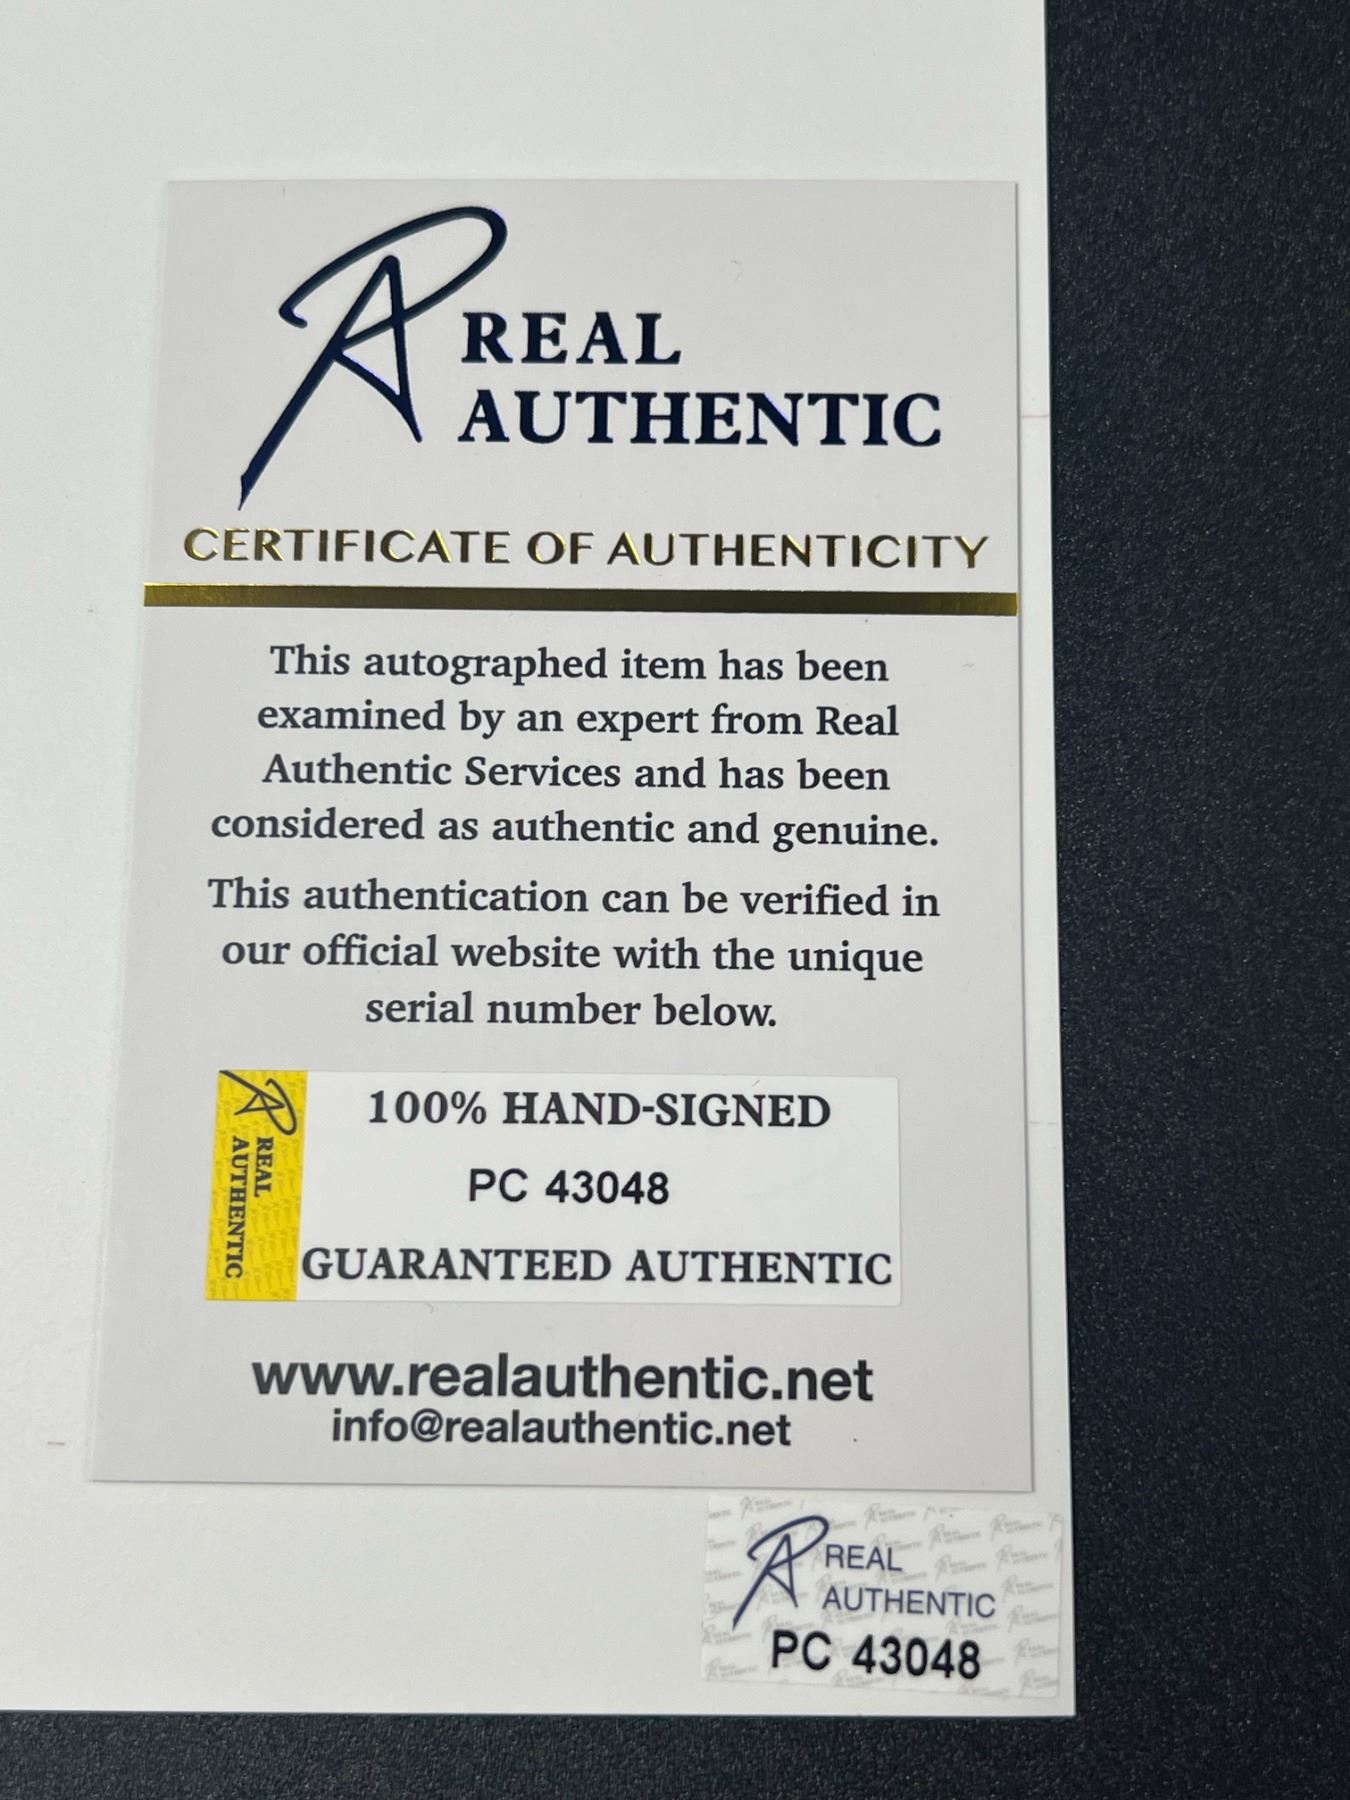 REAL
AUTHENTIC
CERTIFICATE OF AUTHENTICITY
This autographed item has been
examined by an expert from Real
Authentic Services and has been
considered as authentic and genuine.
This authentication can be verified in
our official website with the unique
serial number below.
REAL
AUTHENTIC
100% HAND-SIGNED
PC 43048
GUARANTEED AUTHENTIC
www.realauthentic.net
info@realauthentic.net
REAL
AUTHENTIC
PC 43048